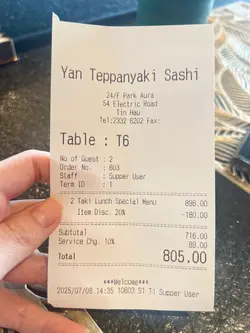 Yan Teppanyaki Sashi
24/F Park Aura
54 Electric Road
Tin Hau
Tel:2332 6202 Fax:
Table : T6
No of Guest : 2
Order No. : 603
Staff : Supper User
Term ID : 1
2 Taki Lunch Special Menu 896.00
Item Disc. 20% -180.00
Subtotal 716.00
Service Chg. 10% 89.00
Total 805.00
***Welcome***
2025/07/08 14:35 10603 S1 T1 Supper User